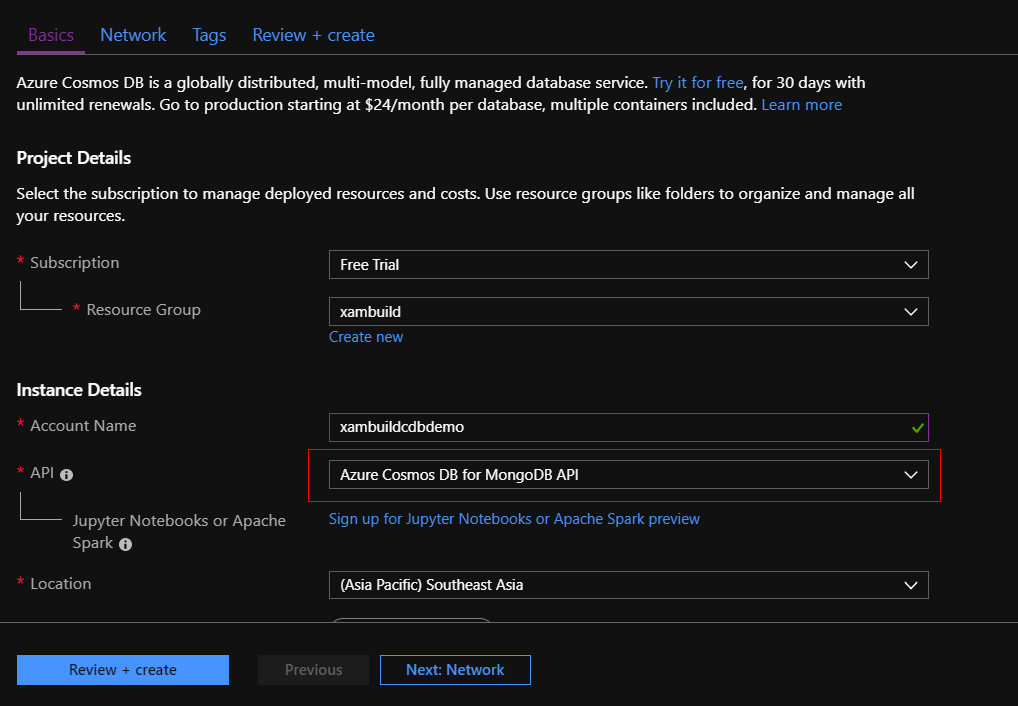 Basics Network Tags Review + create
Azure Cosmos DB is a globally distributed, multi-model, fully managed database service. Try it for free, for 30 days with
unlimited renewals. Go to production starting at $24/month per database, multiple containers included. Learn more
Project Details
Select the subscription to manage deployed resources and costs. Use resource groups like folders to organize and manage all
your resources.
* Subscription Free Trial
* Resource Group xambuild
Create new
Instance Details
* Account Name xambuildcdbdemo
* API Azure Cosmos DB for MongoDB API
Jupyter Notebooks or Apache Sign up for Jupyter Notebooks or Apache Spark preview
Spark
* Location (Asia Pacific) Southeast Asia
Review + create Previous Next: Network